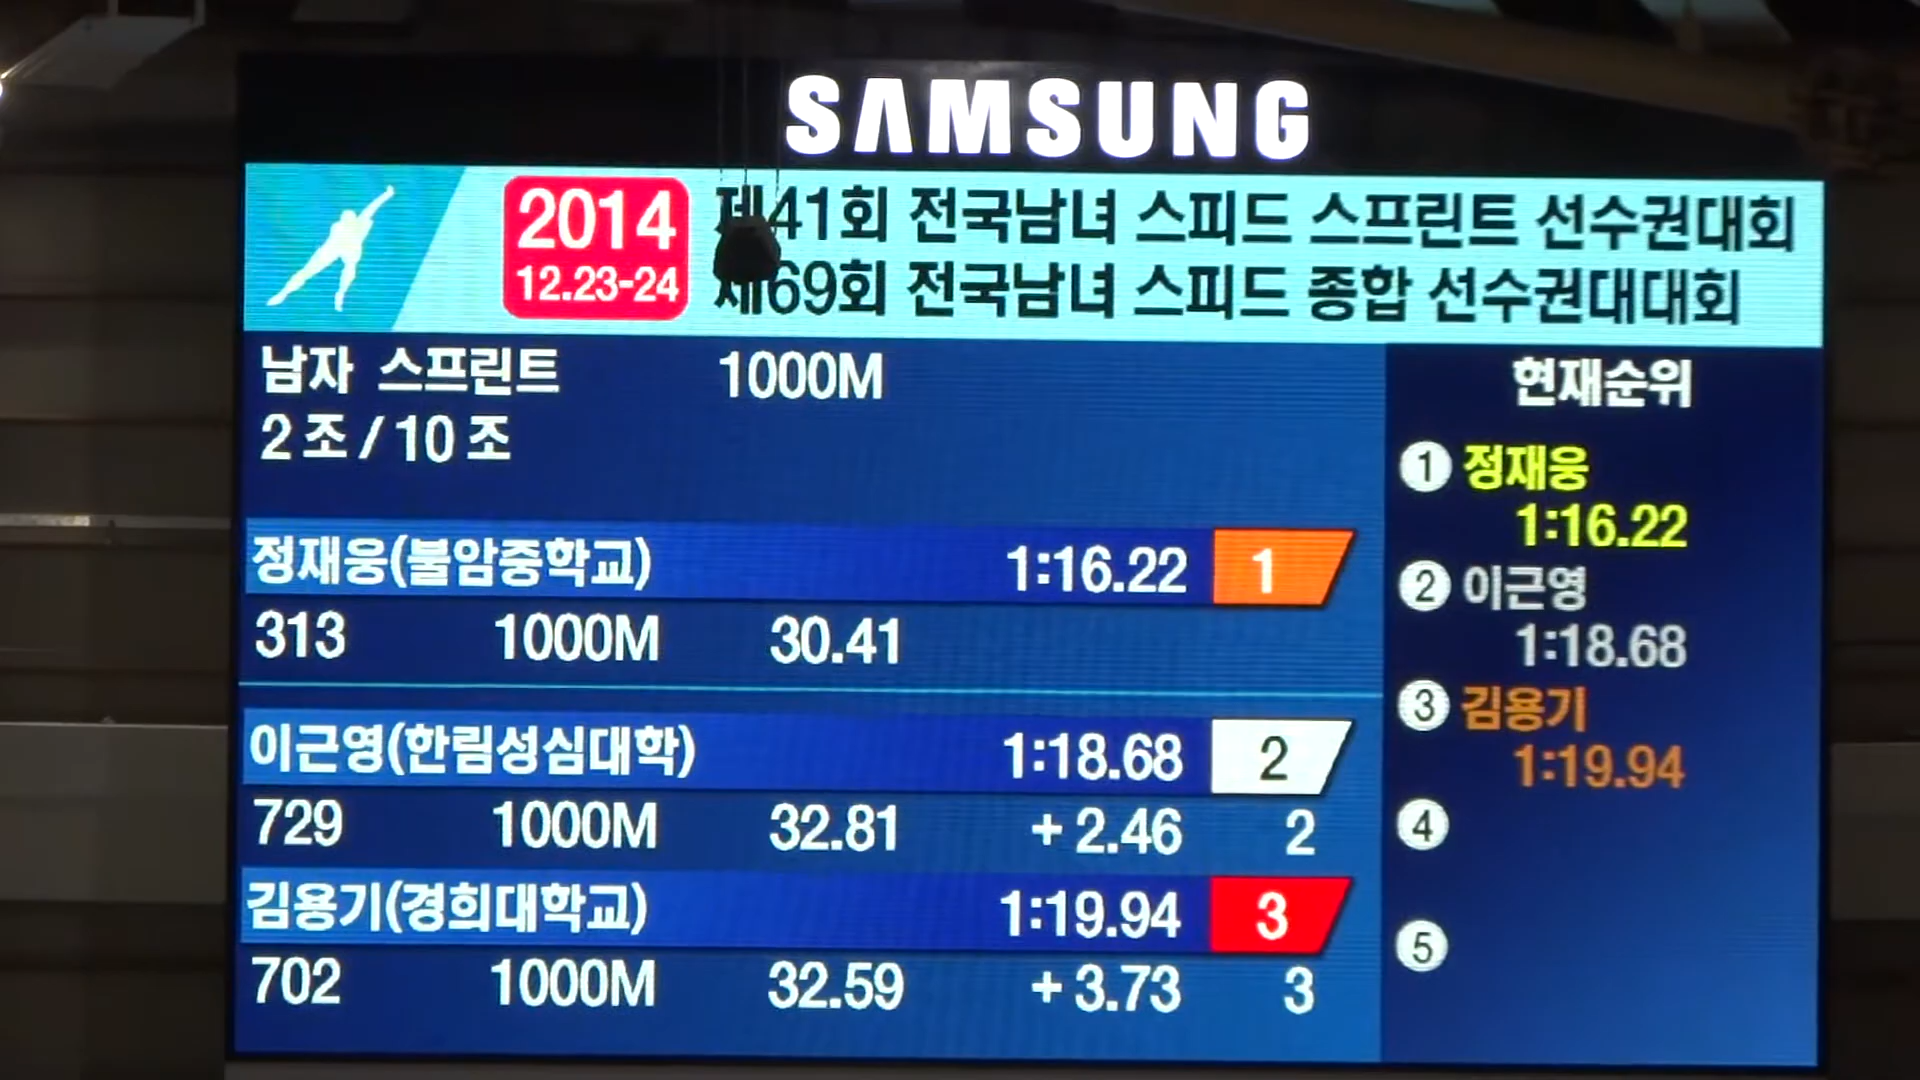 SAMSUNG
2014
12.23-24
제41회 전국남녀 스피드 스프린트 선수권대회
제69회 전국남녀 스피드 종합 선수권대대회
남자 스프린트 1000M
2 조 / 10 조
정재웅(불암중학교) 1:16.22 1
313 1000M 30.41
이근영(한림성심대학) 1:18.68 2
729 1000M 32.81 + 2.46 2
김용기(경희대학교) 1:19.94 3
702 1000M 32.59 + 3.73 3
현재순위
1 정재웅
1:16.22
2 이근영
1:18.68
3 김용기
1:19.94
4
5